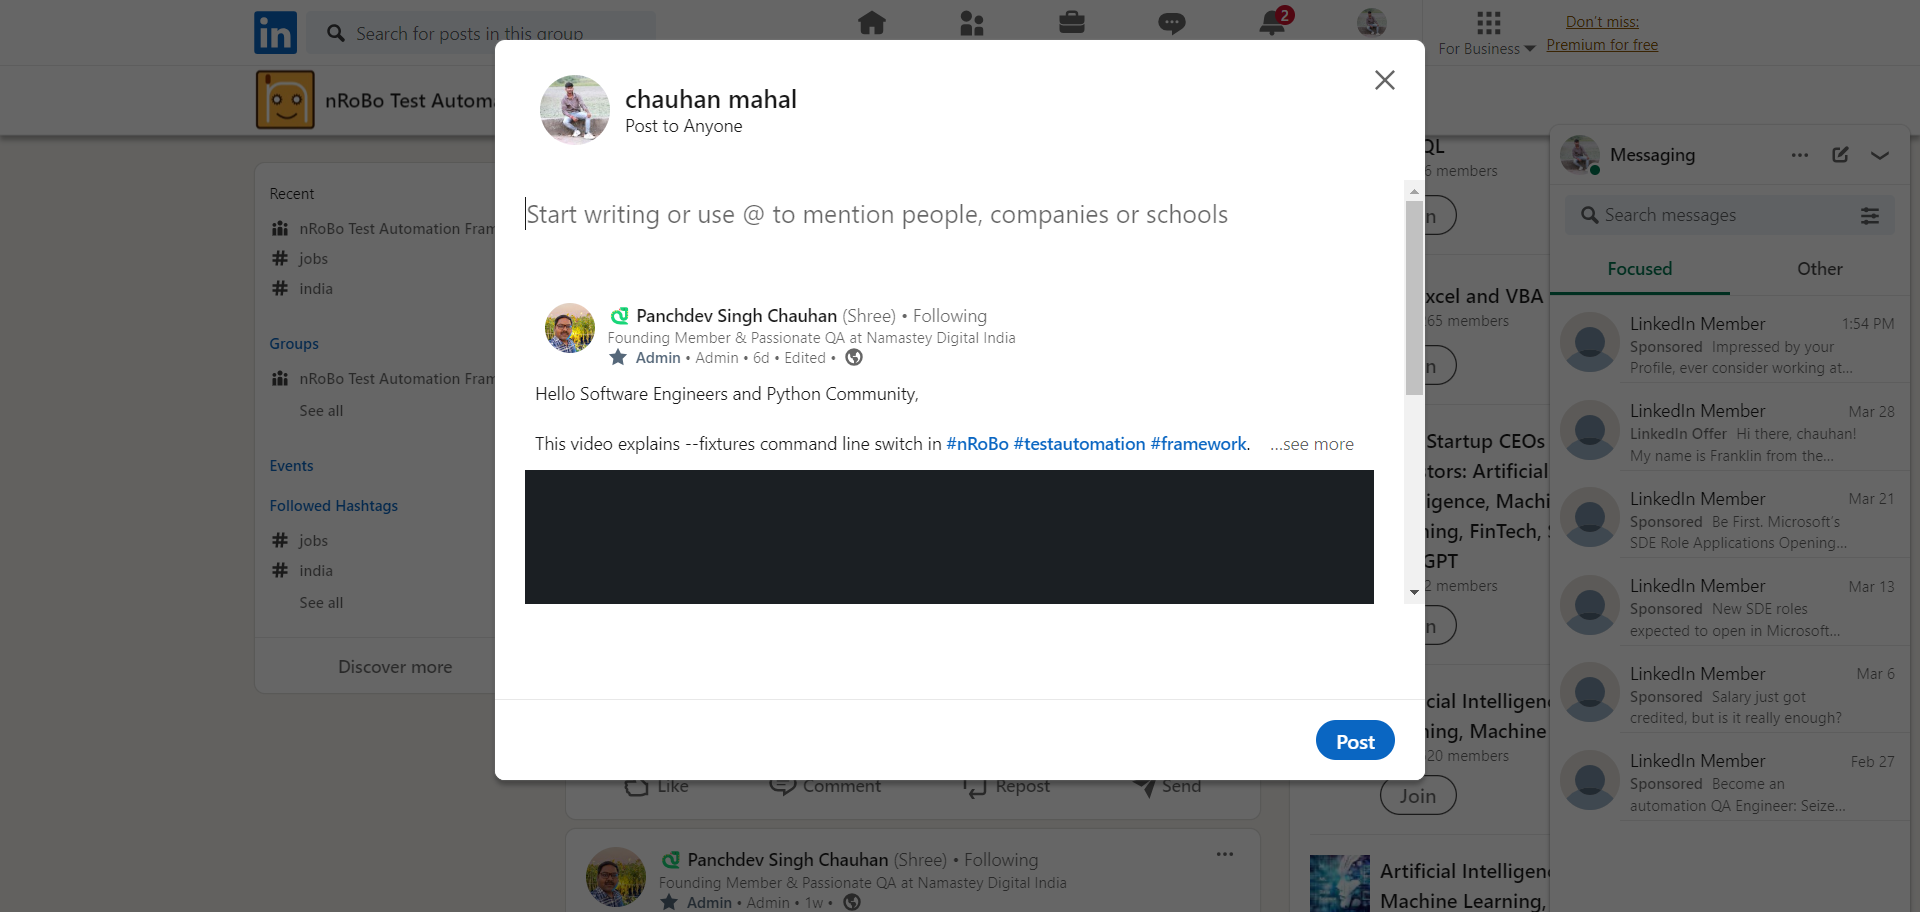 in
Search for posts in this group
2
For Business
Don't miss:
Premium for free
nRoBo Test Automa
Recent
nRoBo Test Automation Fram
jobs
india
Groups
nRoBo Test Automation Fram
See all
Events
Followed Hashtags
jobs
india
See all
Discover more
chauhan mahal
Post to Anyone
Start writing or use @ to mention people, companies or schools
Panchdev Singh Chauhan (Shree) • Following
Founding Member & Passionate QA at Namastey Digital India
Admin • Admin • 6d • Edited •
Hello Software Engineers and Python Community,
This video explains --fixtures command line switch in #nRoBo #testautomation #framework. ...see more
Post
Like Comment Repost Send
Panchdev Singh Chauhan (Shree) • Following
Founding Member & Passionate QA at Namastey Digital India
Admin • Admin • 1w •
QL
6 members
n
xcel and VBA
65 members
n
Startup CEOs
tors: Artificial
igence, Machi
ning, FinTech, S
GPT
2 members
n
cial Intelligen
ning, Machine
20 members
Join
Artificial Intelligen
Machine Learning,
Messaging
Search messages
Focused Other
LinkedIn Member 1:54 PM
Sponsored Impressed by your
Profile, ever consider working at...
LinkedIn Member Mar 28
LinkedIn Offer Hi there, chauhan!
My name is Franklin from the...
LinkedIn Member Mar 21
Sponsored Be First. Microsoft's
SDE Role Applications Opening...
LinkedIn Member Mar 13
Sponsored New SDE roles
expected to open in Microsoft...
LinkedIn Member Mar 6
Sponsored Salary just got
credited, but is it really enough?
LinkedIn Member Feb 27
Sponsored Become an
automation QA Engineer: Seize...